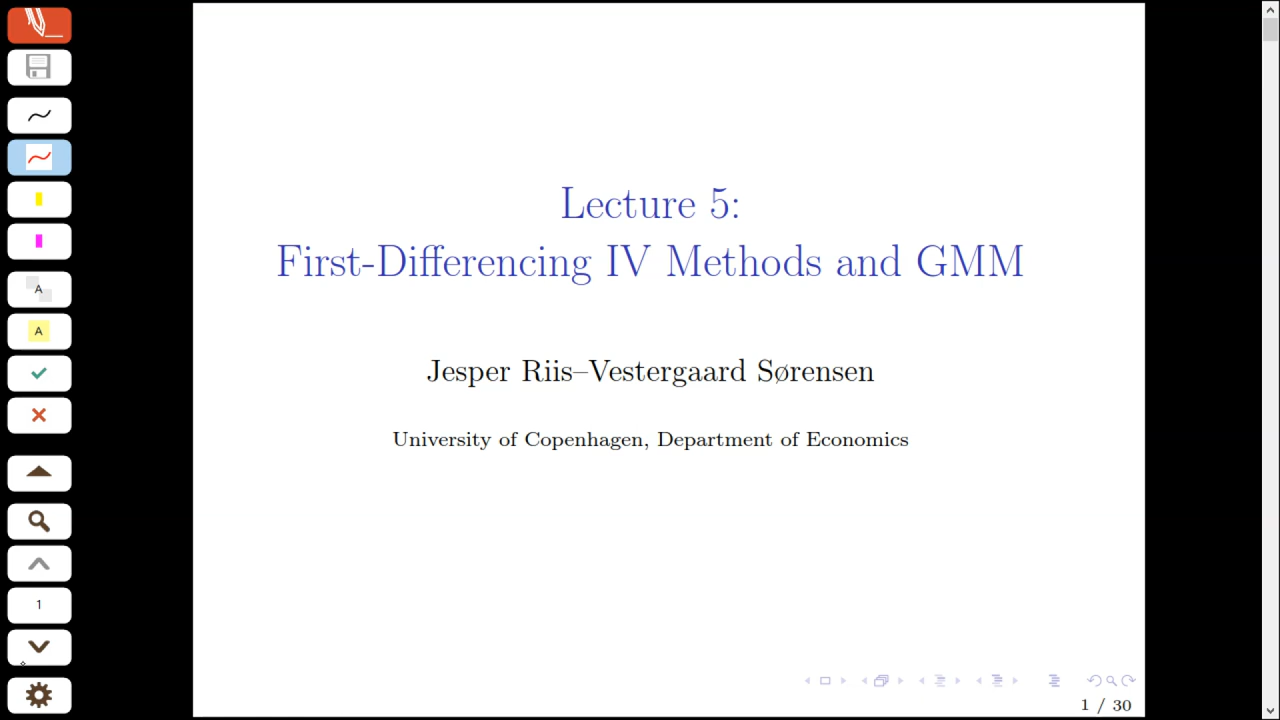 Lecture 5:
First-Differencing IV Methods and GMM
Jesper Riis–Vestergaard Sørensen
University of Copenhagen, Department of Economics
1 / 30
A
A
1